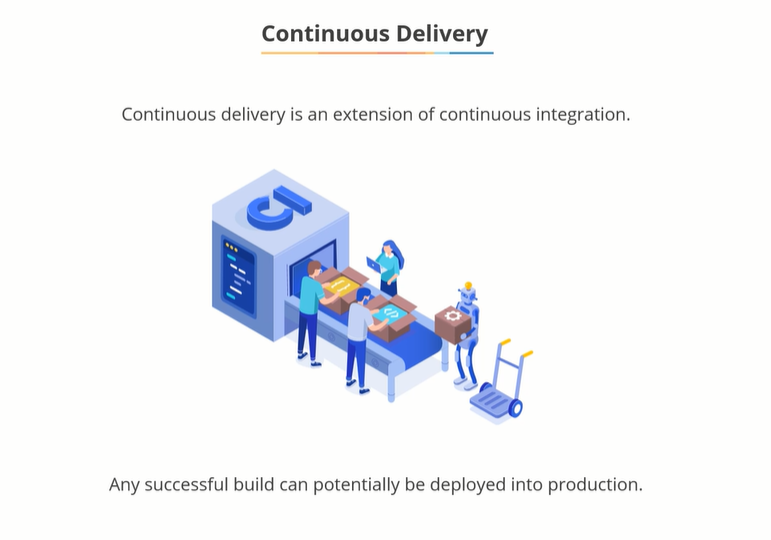 Continuous Delivery
Continuous delivery is an extension of continuous integration.
CI
Any successful build can potentially be deployed into production.